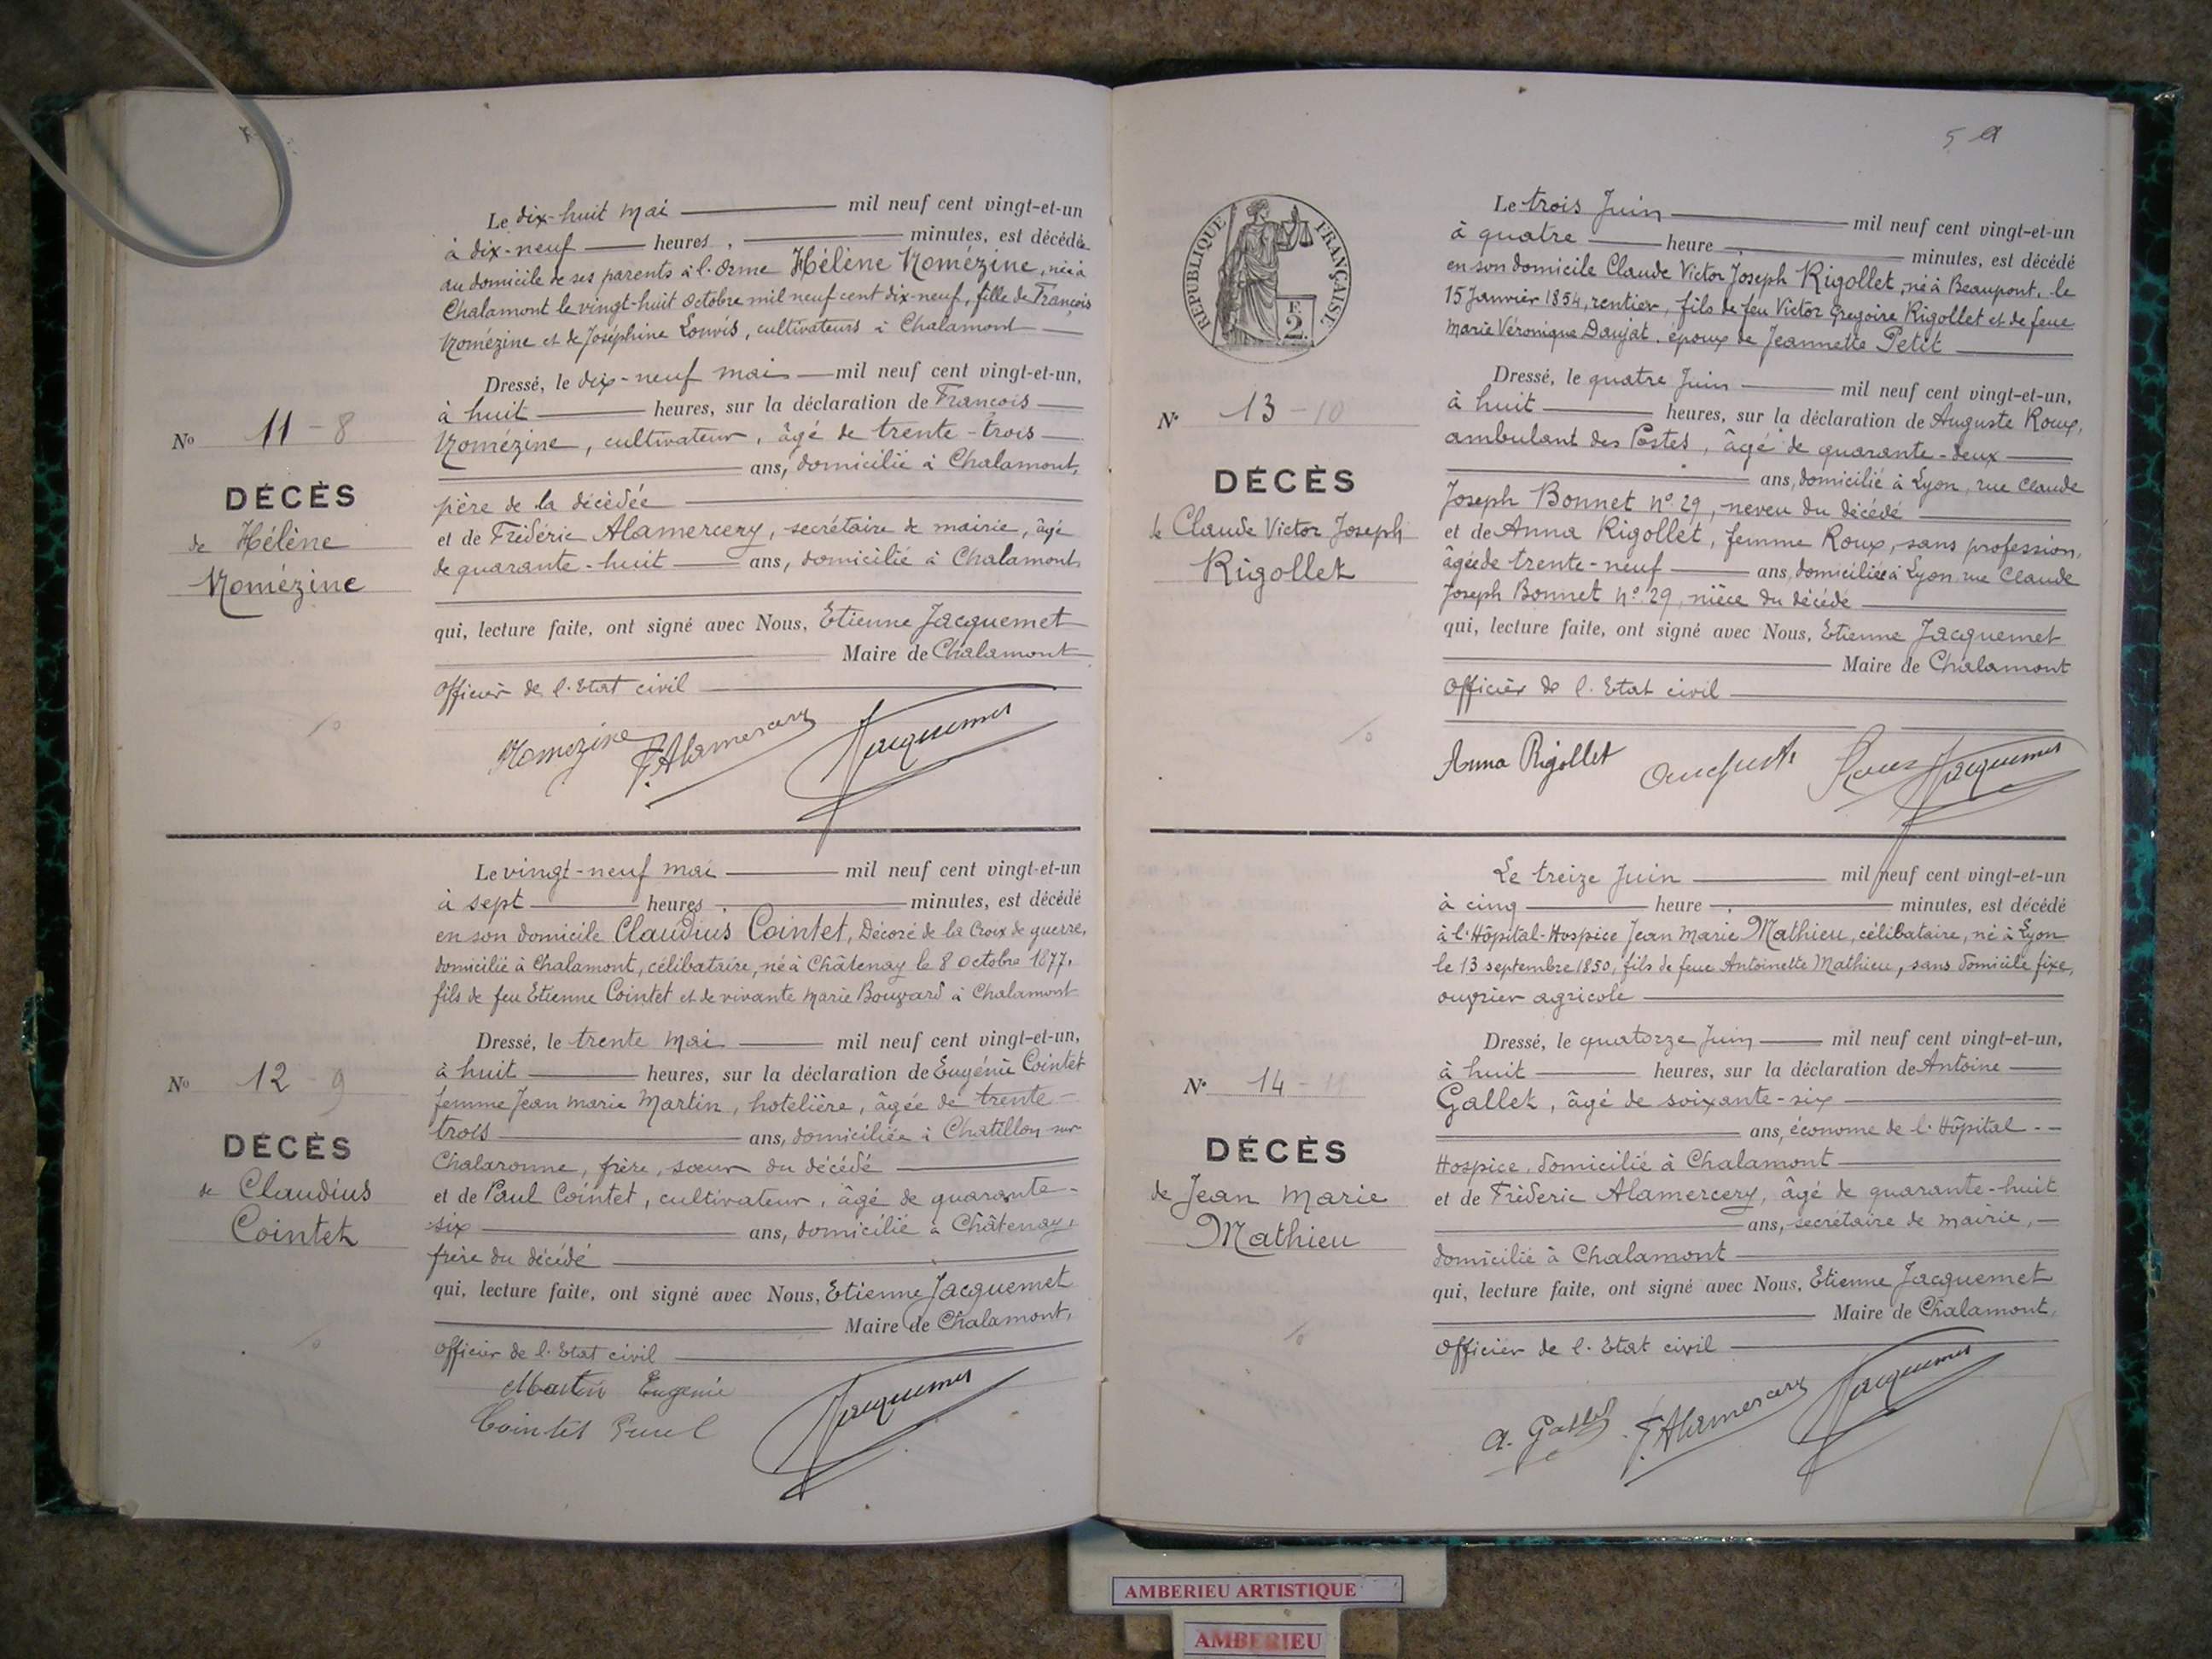 Le dix-huit mai mil neuf cent vingt-et-un
à dix-neuf heures, minutes, est décédée
au domicile de ses parents à l'Orme Hélène Nomézine, née à
Chalamont le vingt-huit octobre mil neuf cent dix-neuf, fille de François
Nomézine et de Joséphine Louvis, cultivateurs à Chalamont
No 11-8
DÉCÈS
de Hélène
Nomézine
Dressé, le dix-neuf mai mil neuf cent vingt-et-un,
à huit heures, sur la déclaration de François
Nomézine, cultivateur, âgé de trente-trois
ans, domicilié à Chalamont,
père de la décédée
et de Frédéric Alamercery, secrétaire de mairie, âgé
de quarante-huit ans, domicilié à Chalamont
qui, lecture faite, ont signé avec Nous, Etienne Jacquemet
Maire de Chalamont
Officier de l'Etat civil
Nomézine F. Alamercery Jacquemet
Le vingt-neuf mai mil neuf cent vingt-et-un
à sept heures, minutes, est décédé
en son domicile Claudius Cointet, Décoré de la Croix de guerre,
domicilié à Chalamont, célibataire, né à Châtenay le 8 octobre 1877,
fils de feu Etienne Cointet et de vivante Marie Bouvard à Chalamont
No 12 - 9
DÉCÈS
de Claudius
Cointet
Dressé, le trente mai mil neuf cent vingt-et-un,
à huit heures, sur la déclaration de Eugénie Cointet
femme Jean Marie Martin, hotelière, âgée de trente-
trois ans, domiciliée à Chatillon sur
Chalaronne, frère, sœur du décédé
et de Paul Cointet, cultivateur, âgé de quarante-
six ans, domicilié à Châtenay,
frère du décédé
qui, lecture faite, ont signé avec Nous, Etienne Jacquemet
Maire de Chalamont,
Officier de l'Etat civil
Martin Eugenie
Cointet Paul Jacquemet
5
RÉPUBLIQUE FRANÇAISE
E
2
Le trois Juin mil neuf cent vingt-et-un
à quatre heure minutes, est décédé
en son domicile Claude Victor Joseph Rigollet, né à Beaupont, le
15 Janvier 1854, rentier, fils de feu Victor Gregoire Rigollet et de feue
Marie Véronique Daujat, époux de Jeannette Petit
N° 13-10
DÉCÈS
de Claude Victor Joseph
Rigollet
Dressé, le quatre Juin mil neuf cent vingt-et-un,
à huit heures, sur la déclaration de Auguste Roux,
ambulant des Postes, âgé de quarante-deux
ans, domicilié à Lyon, rue Claude
Joseph Bonnet n° 29, neveu du décédé
et de Anna Rigollet, femme Roux, sans profession,
âgée de trente-neuf ans, domiciliée à Lyon rue Claude
Joseph Bonnet n° 29, nièce du décédé
qui, lecture faite, ont signé avec Nous, Etienne Jacquemet
Maire de Chalamont
Officier de l'Etat civil
Anna Rigollet Auguste Roux Jacquemet
Le treize Juin mil neuf cent vingt-et-un
à cinq heure minutes, est décédé
à l'Hôpital-Hospice Jean Marie Mathieu, célibataire, né à Lyon
le 13 septembre 1850, fils de feue Antoinette Mathieu, sans domicile fixe,
ouvrier agricole
N° 14 - 11
DÉCÈS
de Jean Marie
Mathieu
Dressé, le quatorze Juin mil neuf cent vingt-et-un,
à huit heures, sur la déclaration de Antoine
Gallet, âgé de soixante-six
ans, économe de l'Hôpital
Hospice, domicilié à Chalamont
et de Fréderic Alamercery, âgé de quarante-huit
ans, secrétaire de mairie,
domicilié à Chalamont
qui, lecture faite, ont signé avec Nous, Etienne Jacquemet
Maire de Chalamont,
Officier de l'Etat civil
A. Gallet F. Alamercery Jacquemet
AMBERIEU ARTISTIQUE
AMBERIEU